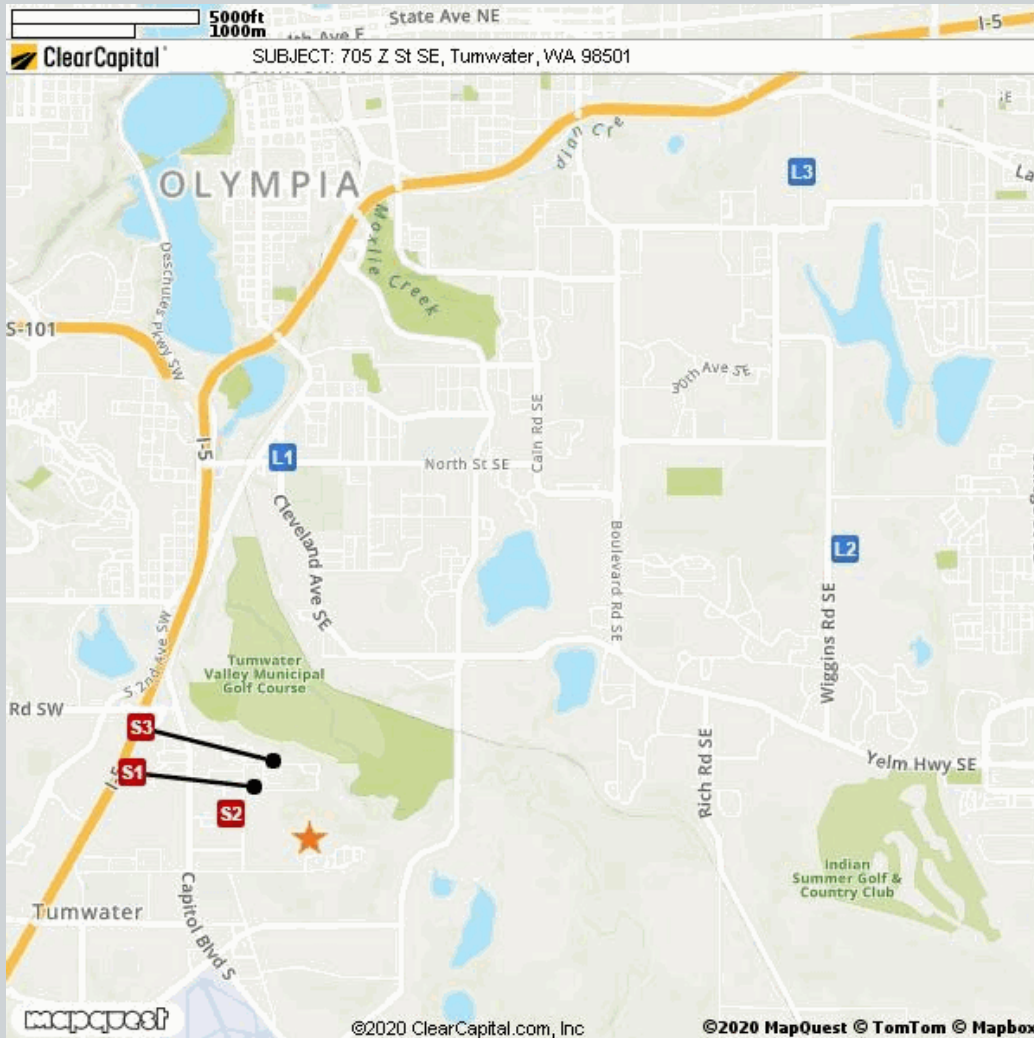 5000ft
1000m
State Ave NE
4th Ave E
I-5
ClearCapital
SUBJECT: 705 Z St SE, Tumwater, WA 98501
SE
OLYMPIA
Moxlie Creek
L3
Deschutes Pkwy SW
S-101
30th Ave SE
Cain Rd SE
I-5
L1
North St SE
Cleveland Ave SE
Boulevard Rd SE
L2
Wiggins Rd SE
S 2nd Ave SW
Tumwater
Valley Municipal
Golf Course
Rd SW
S3
S1
I-5
S2
Rich Rd SE
Yelm Hwy SE
Indian
Summer Golf &
Country Club
Tumwater
Capitol Blvd S
mapquest
©2020 ClearCapital.com, Inc
©2020 MapQuest © TomTom © Mapbox